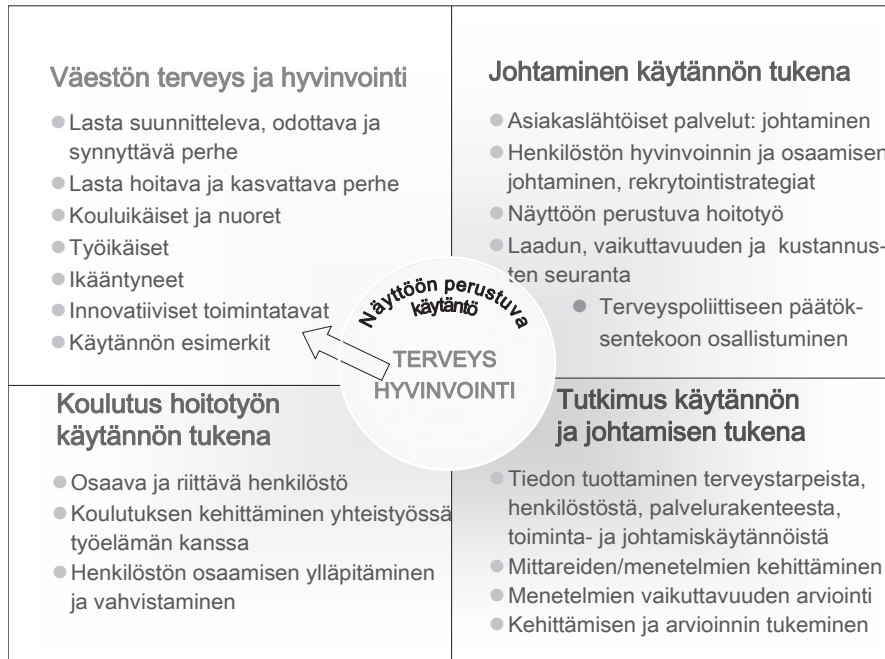 Väestön terveys ja hyvinvointi
Lasta suunnitteleva, odottava ja
synnyttävä perhe
Lasta hoitava ja kasvattava perhe
Kouluikäiset ja nuoret
Työikäiset
Ikääntyneet
Innovatiiviset toimintatavat
Käytännön esimerkit
Johtaminen käytännön tukena
Asiakaslähtöiset palvelut: johtaminen
Henkilöstön hyvinvoinnin ja osaamisen
johtaminen, rekrytointistrategiat
Näyttöön perustuva hoitotyö
Laadun, vaikuttavuuden ja kustannus-
ten seuranta
Terveyspoliittiseen päätök-
sentekoon osallistuminen
Näyttöön perustuva
käytäntö
TERVEYS
HYVINVOINTI
Koulutus hoitotyön
käytännön tukena
Osaava ja riittävä henkilöstö
Koulutuksen kehittäminen yhteistyössä
työelämän kanssa
Henkilöstön osaamisen ylläpitäminen
ja vahvistaminen
Tutkimus käytännön
ja johtamisen tukena
Tiedon tuottaminen terveystarpeista,
henkilöstöstä, palvelurakenteesta,
toiminta- ja johtamiskäytännöistä
Mittareiden/menetelmien kehittäminen
Menetelmien vaikuttavuuden arviointi
Kehittämisen ja arvioinnin tukeminen